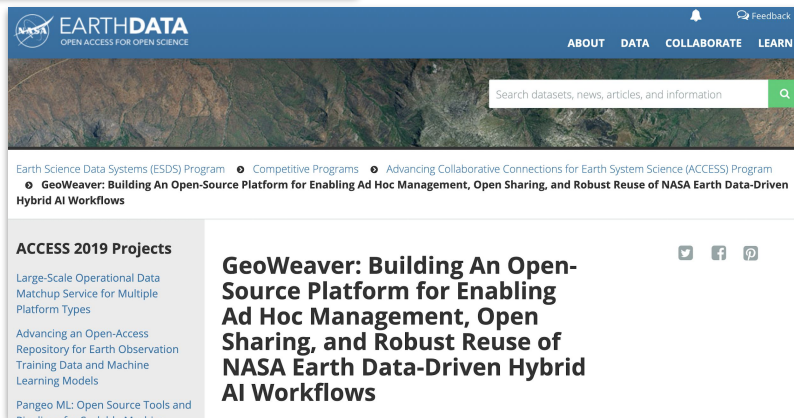 NASA
EARTHDATA
OPEN ACCESS FOR OPEN SCIENCE
Feedback
ABOUT DATA COLLABORATE LEARN
Search datasets, news, articles, and information
Earth Science Data Systems (ESDS) Program Competitive Programs Advancing Collaborative Connections for Earth System Science (ACCESS) Program
GeoWeaver: Building An Open-Source Platform for Enabling Ad Hoc Management, Open Sharing, and Robust Reuse of NASA Earth Data-Driven
Hybrid AI Workflows
ACCESS 2019 Projects
Large-Scale Operational Data
Matchup Service for Multiple
Platform Types
Advancing an Open-Access
Repository for Earth Observation
Training Data and Machine
Learning Models
Pangeo ML: Open Source Tools and
GeoWeaver: Building An Open-
Source Platform for Enabling
Ad Hoc Management, Open
Sharing, and Robust Reuse of
NASA Earth Data-Driven Hybrid
AI Workflows